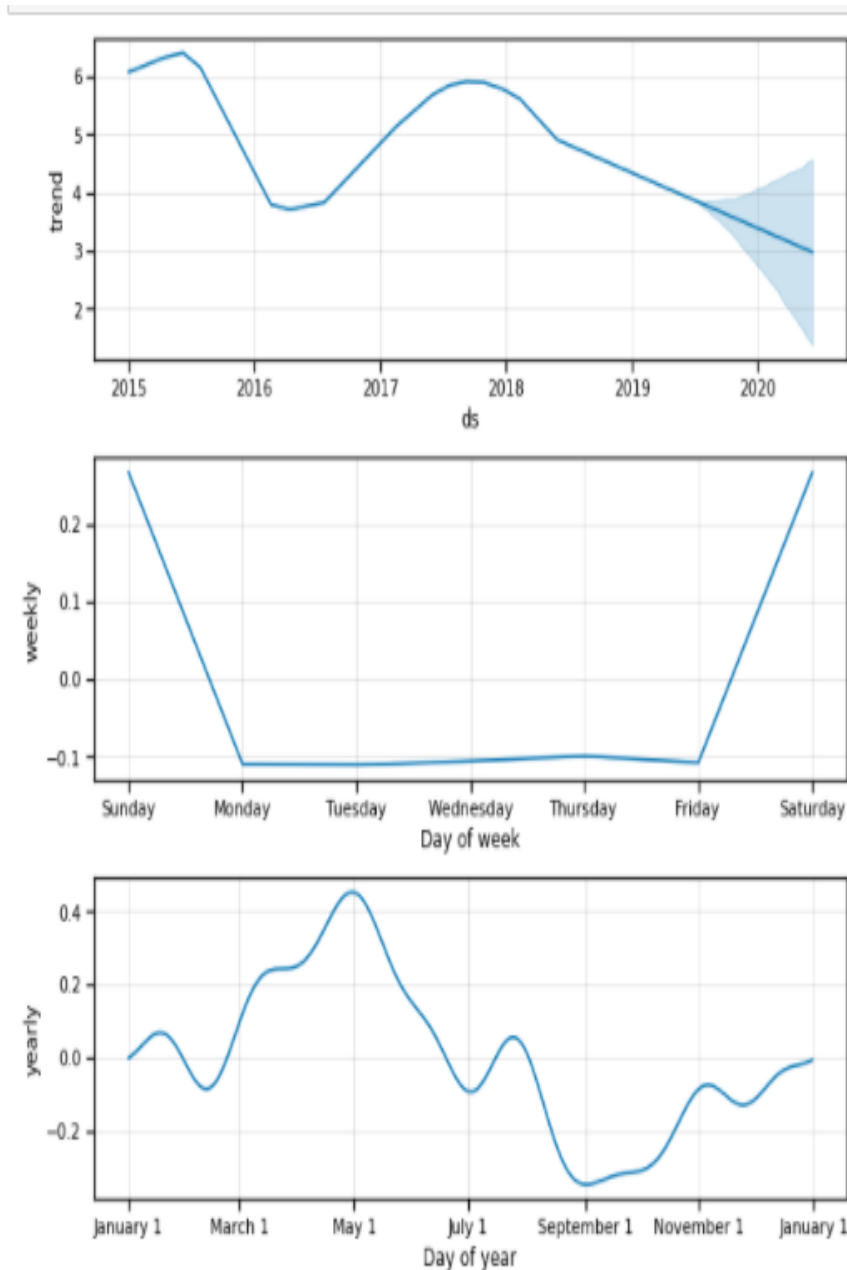 6
5
4
3
2
trend
2015 2016 2017 2018 2019 2020
ds
0.2
0.1
0.0
−0.1
weekly
Sunday Monday Tuesday Wednesday Thursday Friday Saturday
Day of week
0.4
0.2
0.0
−0.2
yearly
January 1 March 1 May 1 July 1 September 1 November 1 January 1
Day of year